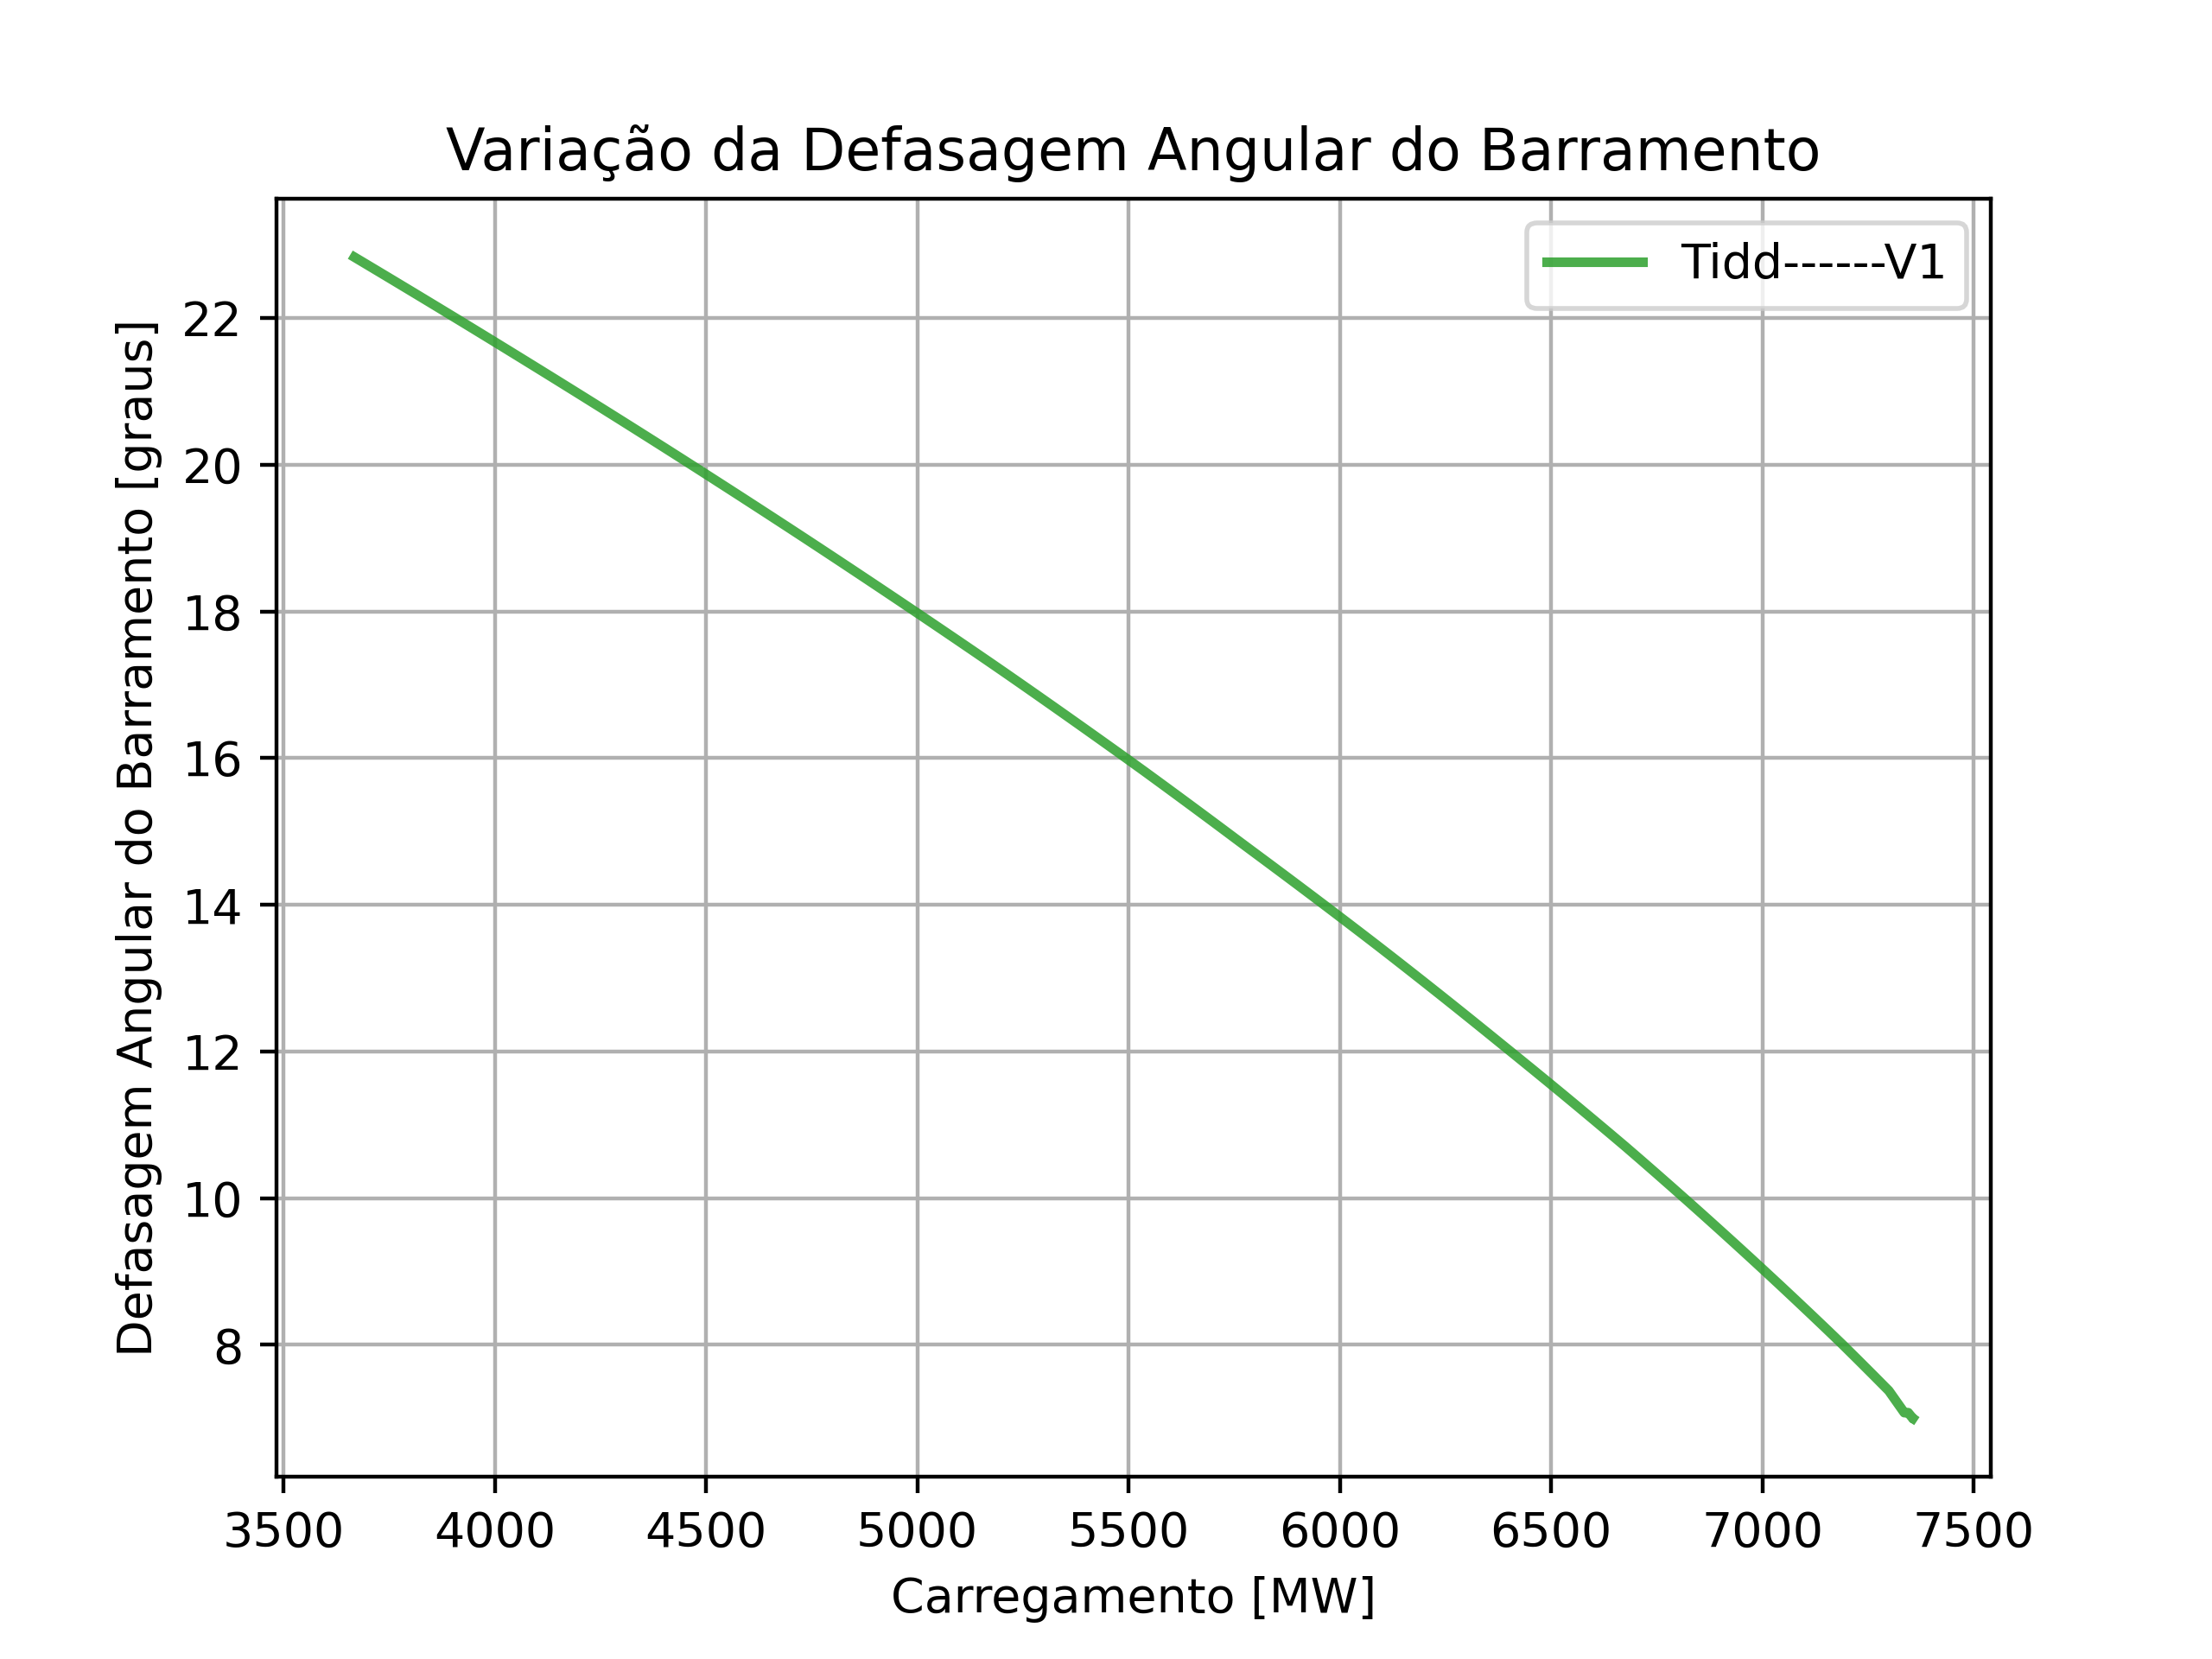 Variação da Defasagem Angular do Barramento
Tidd------V1
Defasagem Angular do Barramento [graus]
22
20
18
16
14
12
10
8
3500 4000 4500 5000 5500 6000 6500 7000 7500
Carregamento [MW]